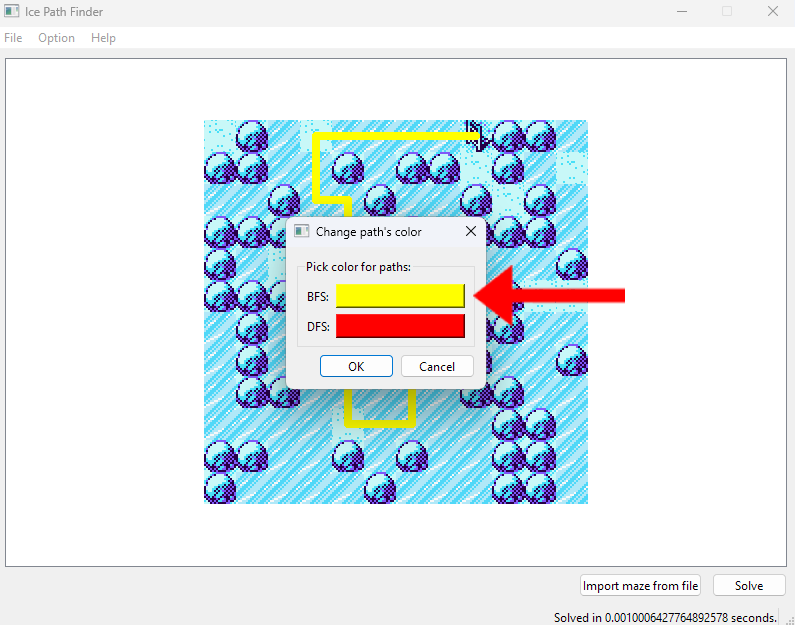 Ice Path Finder
File Option Help
Change path's color
Pick color for paths:
BFS:
DFS:
OK Cancel
Import maze from file Solve
Solved in 0.0010006427764892578 seconds.